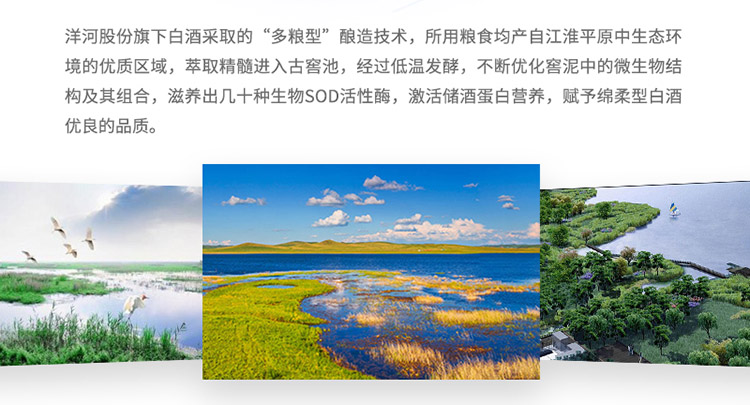 洋河股份旗下白酒采取的“多粮型”酿造技术，所用粮食均产自江淮平原中生态环
境的优质区域，萃取精髓进入古窖池，经过低温发酵，不断优化窖泥中的微生物结
构及其组合，滋养出几十种生物SOD活性酶，激活储酒蛋白营养，赋予绵柔型白酒
优良的品质。